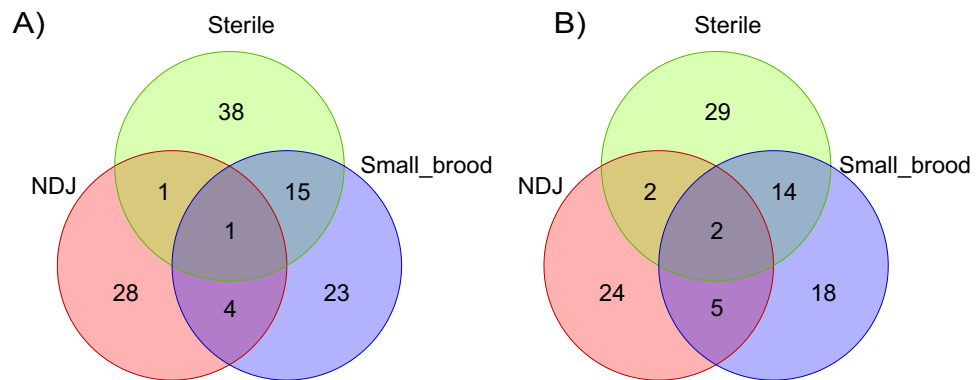 A)
Sterile
38
NDJ
Small_brood
1
15
1
28
4
23
B)
Sterile
29
NDJ
Small_brood
2
14
2
24
5
18